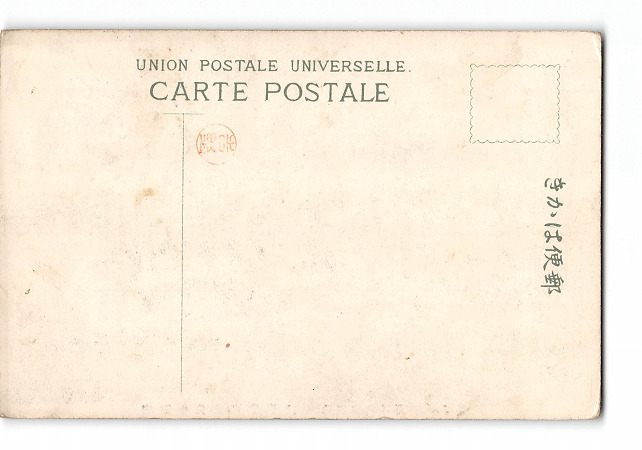 UNION POSTALE UNIVERSELLE.
CARTE POSTALE
きかは便郵